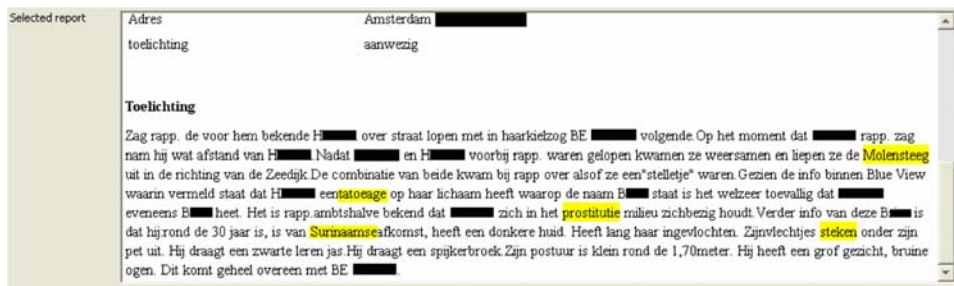 Selected report
Adres Amsterdam
toelichting aanwezig
Toelichting
Zag rapp. de voor hem bekende H over straat lopen met in haarkielzog BE volgende.Op het moment dat rapp. zag
nam hij wat afstand van H .Nadat en H voorbij rapp. waren gelopen kwamen ze weersamen en liepen ze de Molensteeg
uit in de richting van de Zeedijk.De combinatie van beide kwam bij rapp over alsof ze een"stelletje" waren.Gezien de info binnen Blue View
waarin vermeld staat dat H eentatoeage op haar lichaam heeft waarop de naam B staat is het welzeer toevallig dat
eveneens B heet. Het is rapp.ambtshalve bekend dat zich in het prostitutie milieu zichbezig houdt.Verder info van deze B is
dat hij:rond de 30 jaar is, is van Surinaamseafkomst, heeft een donkere huid. Heeft lang haar ingevlochten. Zijnvlechtjes steken onder zijn
pet uit. Hij draagt een zwarte leren jas.Hij draagt een spijkerbroek.Zijn postuur is klein rond de 1,70meter. Hij heeft een grof gezicht, bruine
ogen. Dit komt geheel overeen met BE .